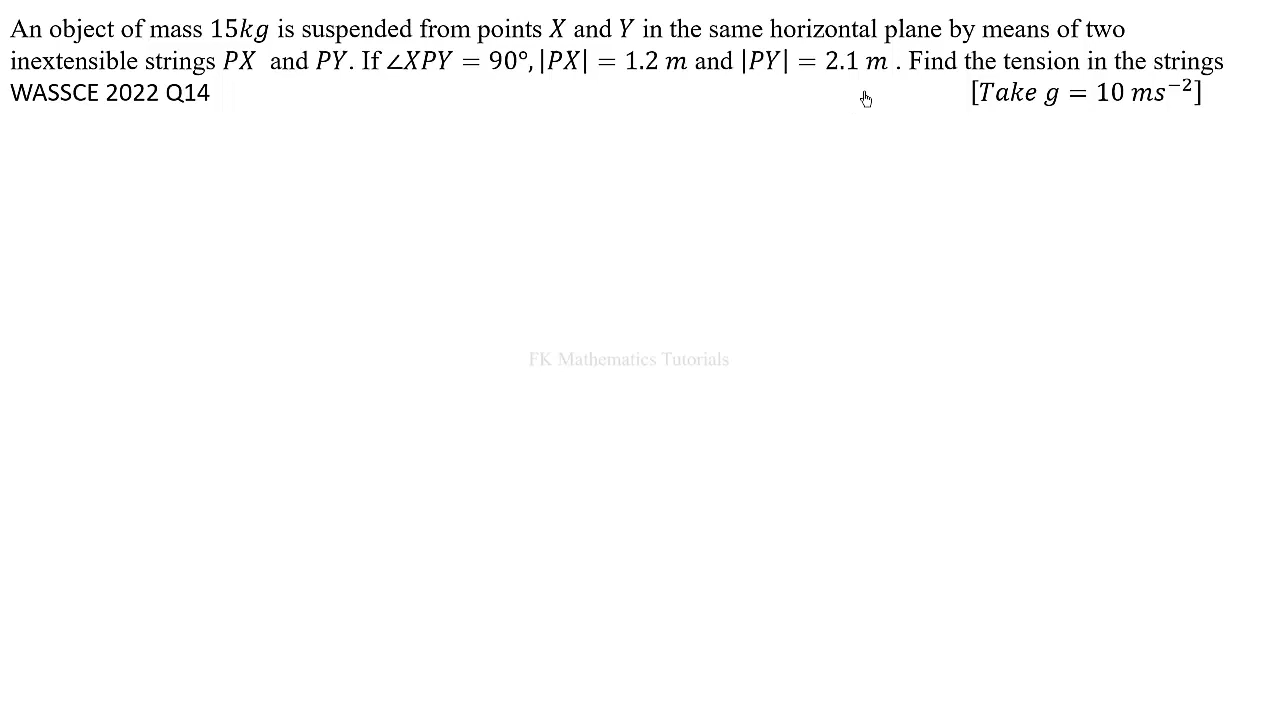 An object of mass 15kg is suspended from points X and Y in the same horizontal plane by means of two
inextensible strings PX and PY. If ∠XPY = 90°, |PX| = 1.2 m and |PY| = 2.1 m . Find the tension in the strings
WASSCE 2022 Q14 [Take g = 10 ms⁻²]
FK Mathematics Tutorials